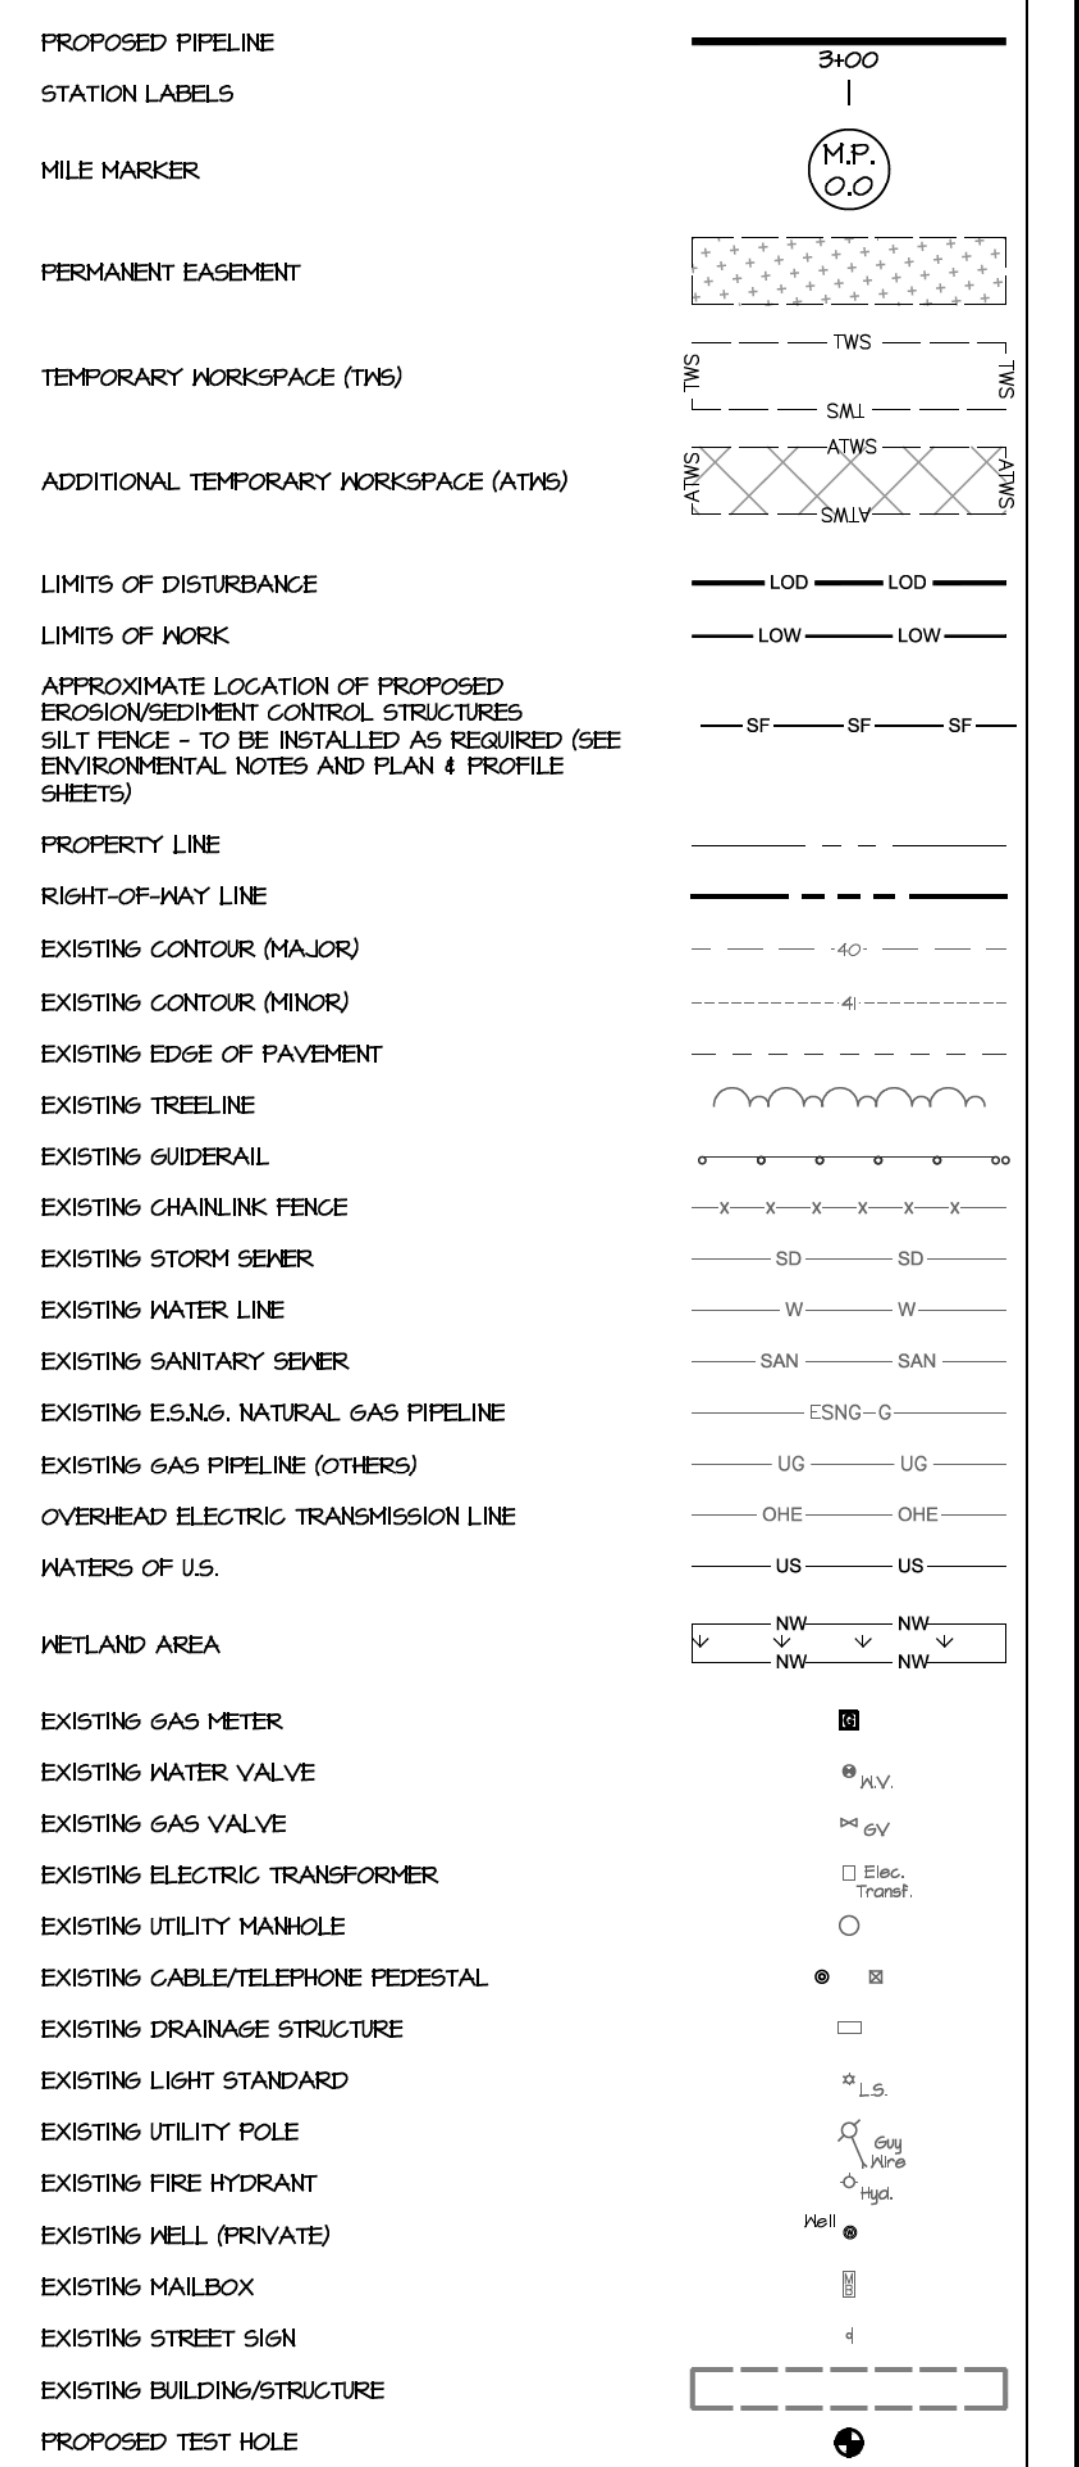 PROPOSED PIPELINE
3+00
STATION LABELS
MILE MARKER
M.P.
0.0
PERMANENT EASEMENT
TEMPORARY WORKSPACE (TWS)
TWS
TWS
TWS
TWS
ADDITIONAL TEMPORARY WORKSPACE (ATWS)
ATWS
ATWS
ATWS
ATWS
LIMITS OF DISTURBANCE
LOD LOD
LIMITS OF WORK
LOW LOW
APPROXIMATE LOCATION OF PROPOSED
EROSION/SEDIMENT CONTROL STRUCTURES
SILT FENCE - TO BE INSTALLED AS REQUIRED (SEE
ENVIRONMENTAL NOTES AND PLAN & PROFILE
SHEETS)
SF SF SF
PROPERTY LINE
RIGHT-OF-WAY LINE
EXISTING CONTOUR (MAJOR)
40
EXISTING CONTOUR (MINOR)
41
EXISTING EDGE OF PAVEMENT
EXISTING TREELINE
EXISTING GUIDERAIL
EXISTING CHAINLINK FENCE
X X X X X X
EXISTING STORM SEWER
SD SD
EXISTING WATER LINE
W W
EXISTING SANITARY SEWER
SAN SAN
EXISTING E.S.N.G. NATURAL GAS PIPELINE
ESNG-G
EXISTING GAS PIPELINE (OTHERS)
UG UG
OVERHEAD ELECTRIC TRANSMISSION LINE
OHE OHE
WATERS OF U.S.
US US
WETLAND AREA
NW NW
NW NW
EXISTING GAS METER
G
EXISTING WATER VALVE
W.V.
EXISTING GAS VALVE
GV
EXISTING ELECTRIC TRANSFORMER
Elec.
Transf.
EXISTING UTILITY MANHOLE
EXISTING CABLE/TELEPHONE PEDESTAL
EXISTING DRAINAGE STRUCTURE
EXISTING LIGHT STANDARD
L.S.
EXISTING UTILITY POLE
Guy
Wire
EXISTING FIRE HYDRANT
Hyd.
EXISTING WELL (PRIVATE)
Well
EXISTING MAILBOX
MB
EXISTING STREET SIGN
EXISTING BUILDING/STRUCTURE
PROPOSED TEST HOLE